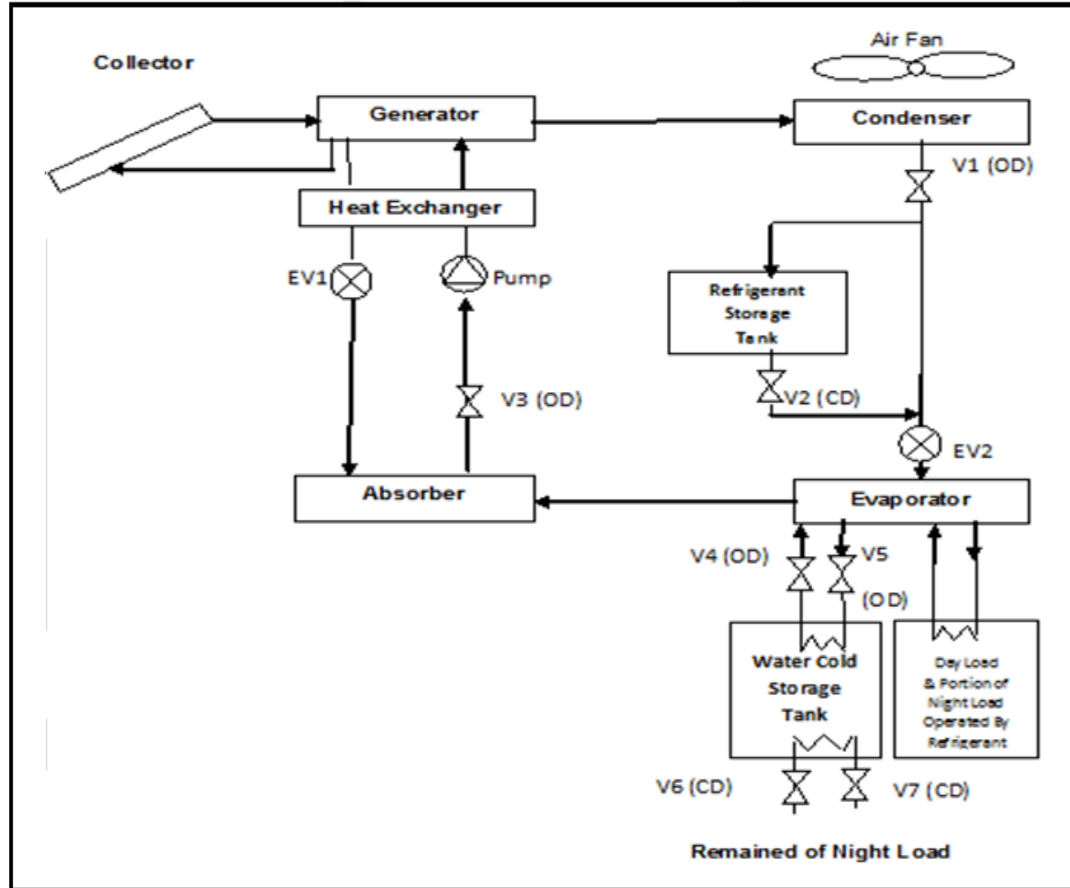 Air Fan
Collector
Generator
Condenser
V1 (OD)
Heat Exchanger
EV1
Pump
Refrigerant
Storage
Tank
V3 (OD)
V2 (CD)
EV2
Absorber
Evaporator
V4 (OD)
V5
(OD)
Water Cold
Storage
Tank
Day Load
& Portion of
Night Load
Operated By
Refrigerant
V6 (CD)
V7 (CD)
Remained of Night Load